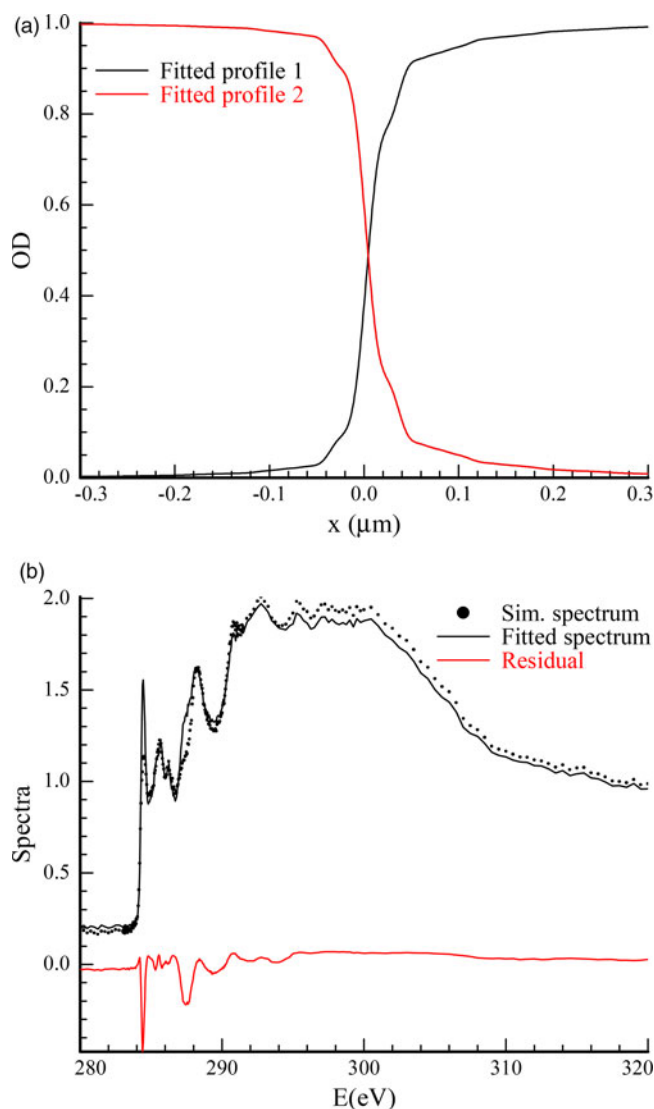 (a)
1.0
Fitted profile 1
Fitted profile 2
0.8
0.6
OD
0.4
0.2
0.0
-0.3 -0.2 -0.1 0.0 0.1 0.2 0.3
x (μm)
(b)
2.0
Sim. spectrum
Fitted spectrum
Residual
1.5
1.0
Spectra
0.5
0.0
280 290 300 310 320
E(eV)